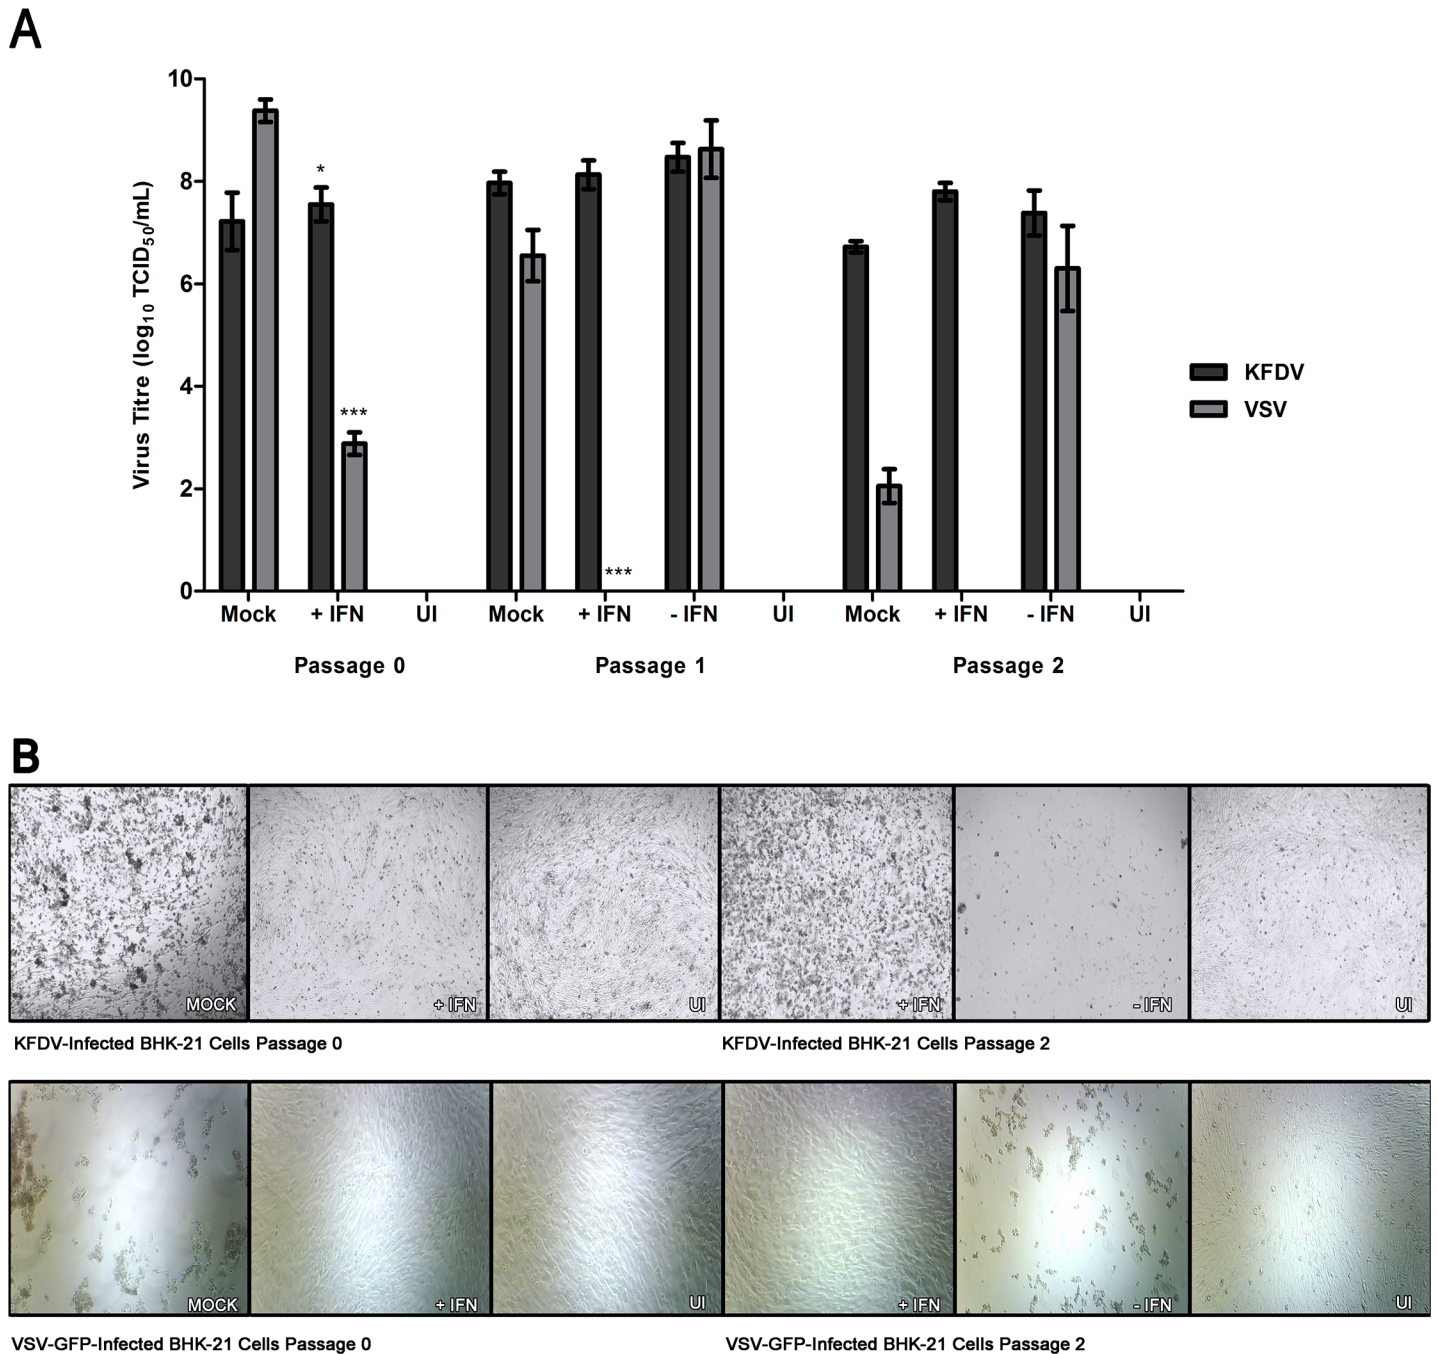 A
10
8
6
4
2
0
Virus Titre (log10 TCID50/mL)
*
***
***
Mock + IFN UI Mock + IFN - IFN UI Mock + IFN - IFN UI
Passage 0 Passage 1 Passage 2
KFDV
VSV
B
MOCK + IFN UI + IFN - IFN UI
KFDV-Infected BHK-21 Cells Passage 0 KFDV-Infected BHK-21 Cells Passage 2
MOCK + IFN UI + IFN - IFN UI
VSV-GFP-Infected BHK-21 Cells Passage 0 VSV-GFP-Infected BHK-21 Cells Passage 2